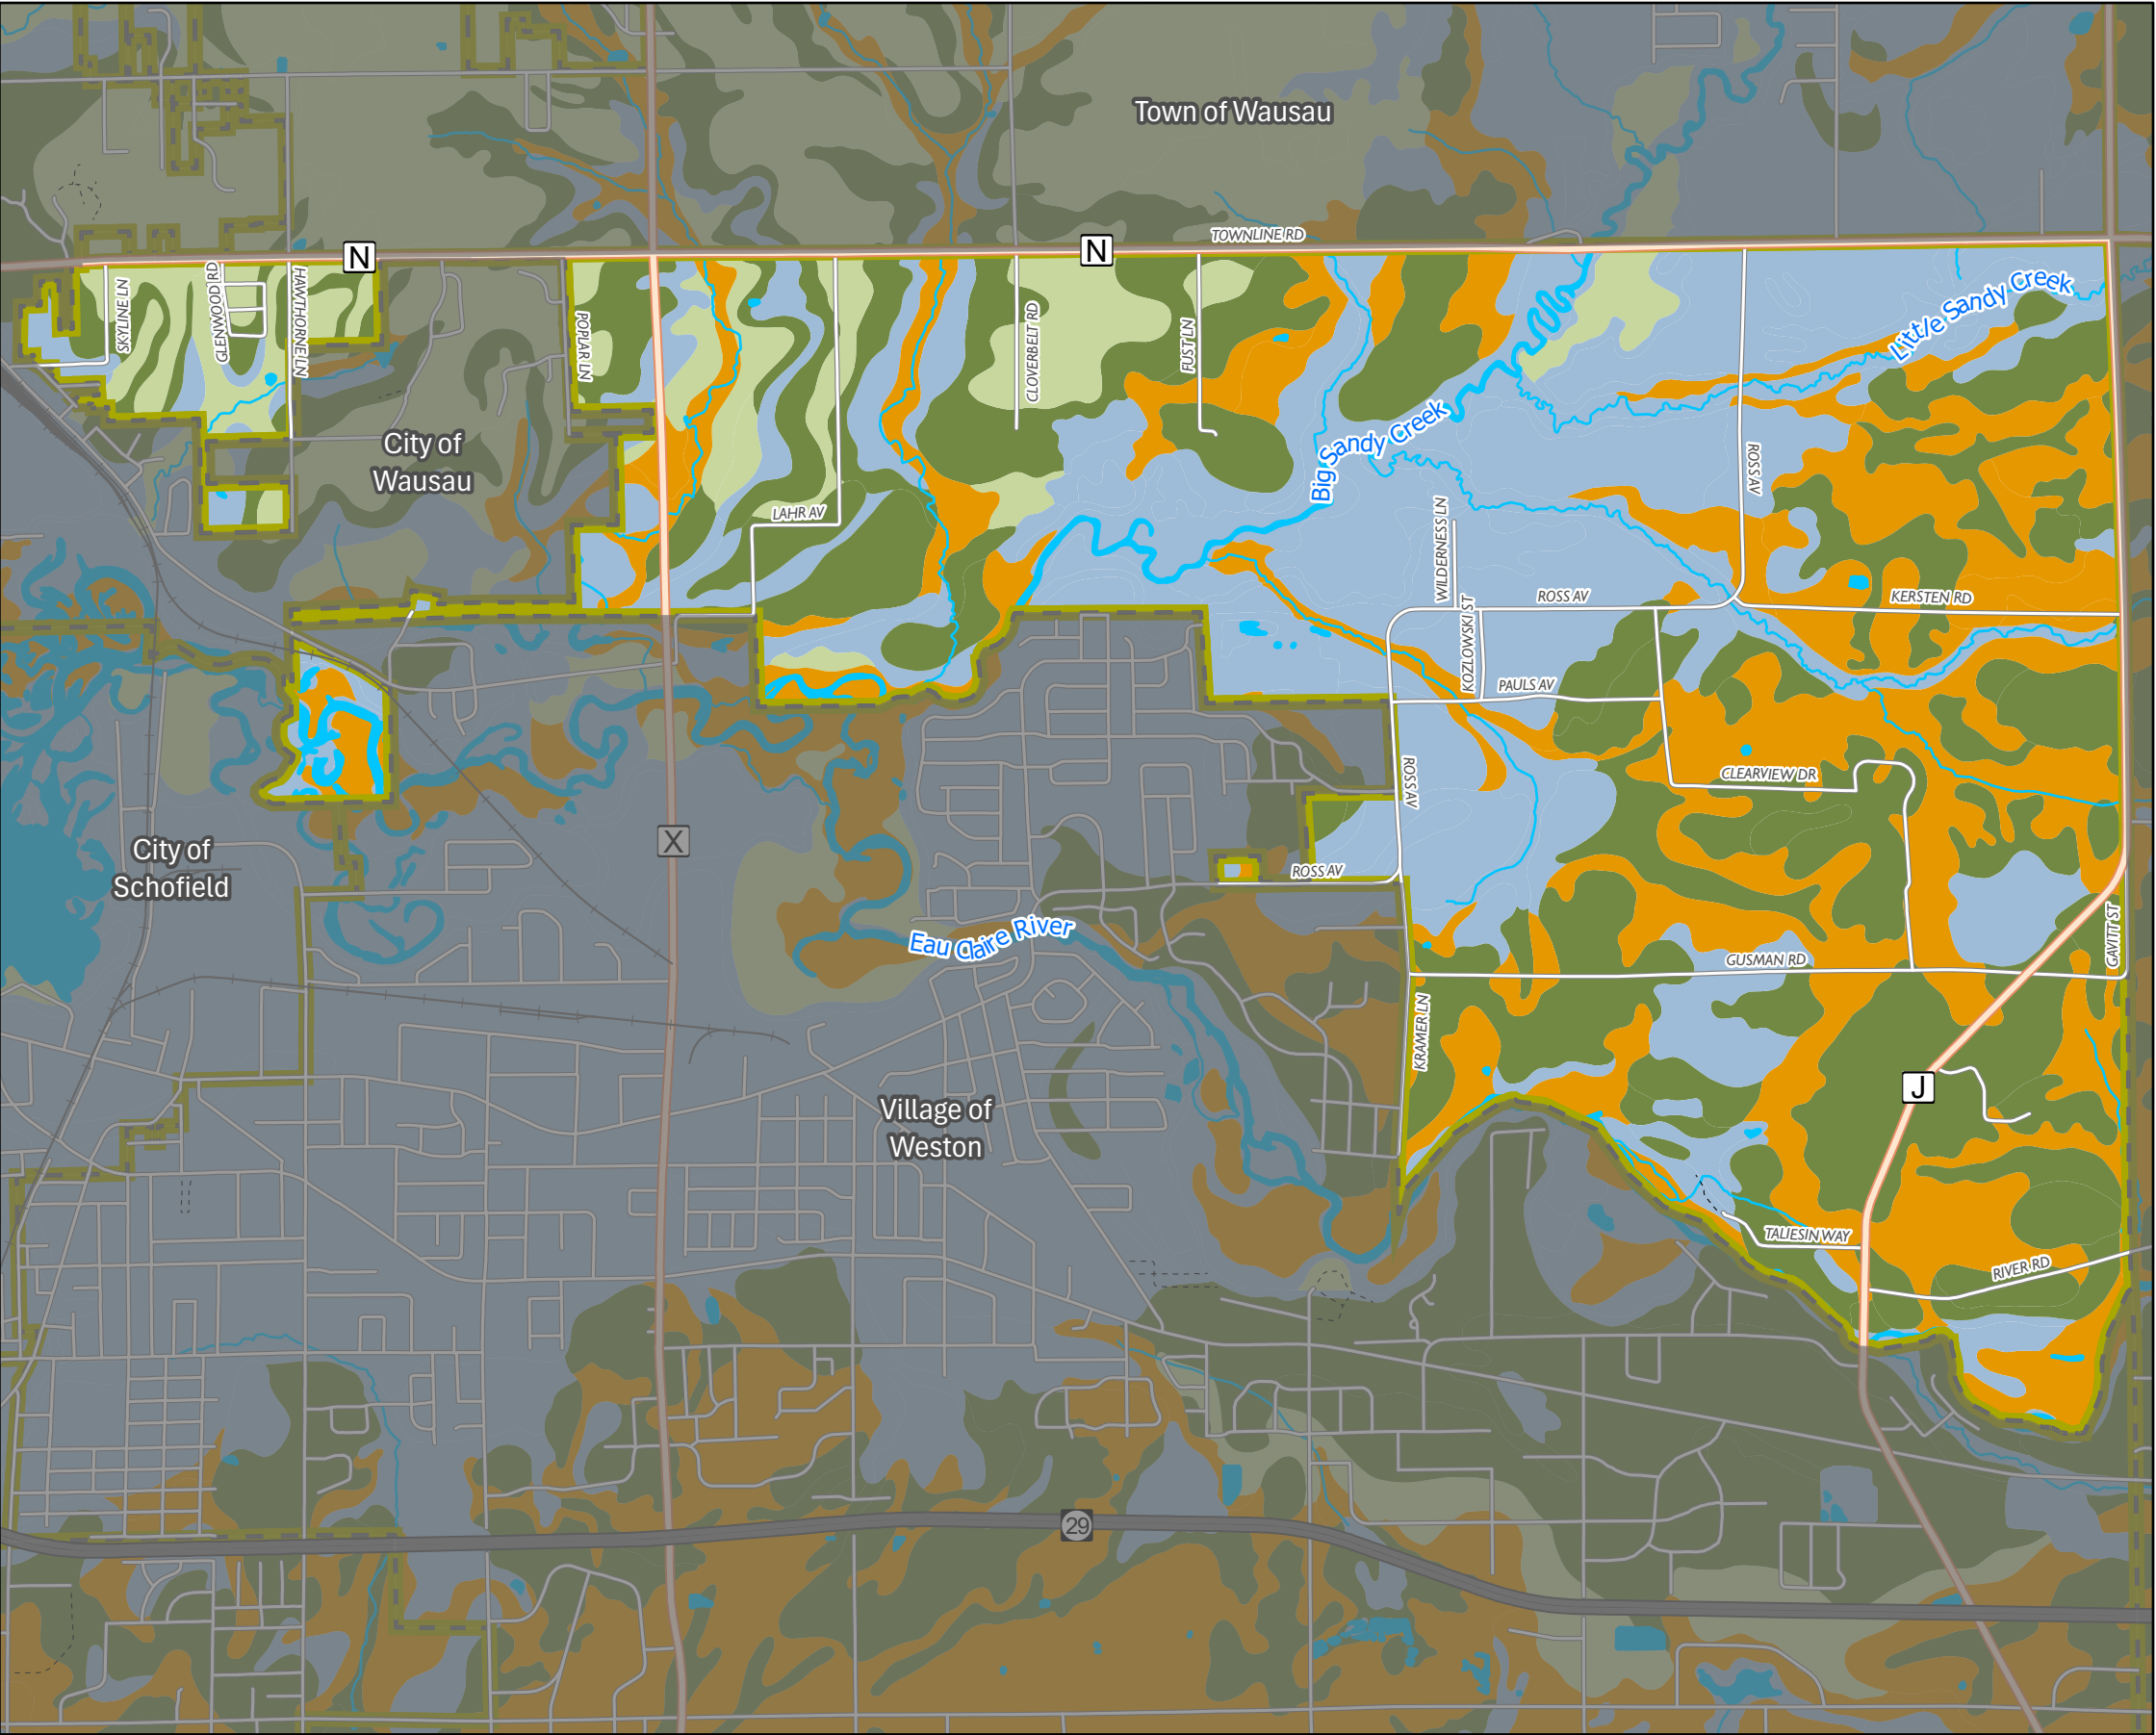 Town of Wausau
TOWNLINE RD
N
N
SKYLINE LN
GLENWOOD RD
HAWTHORNE LN
POPLAR LN
CLOVERBELT RD
FUST LN
Little Sandy Creek
Big Sandy Creek
City of
Wausau
ROSS AV
LAHR AV
WILDERNESS LN
ROSS AV
KERSTEN RD
KOZLOWSKI ST
PAULS AV
ROSS AV
CLEARVIEW DR
X
City of
Schofield
ROSS AV
Eau Claire River
GAVITT ST
GUSMAN RD
KRAMER LN
J
Village of
Weston
TALIESIN WAY
RIVER RD
29